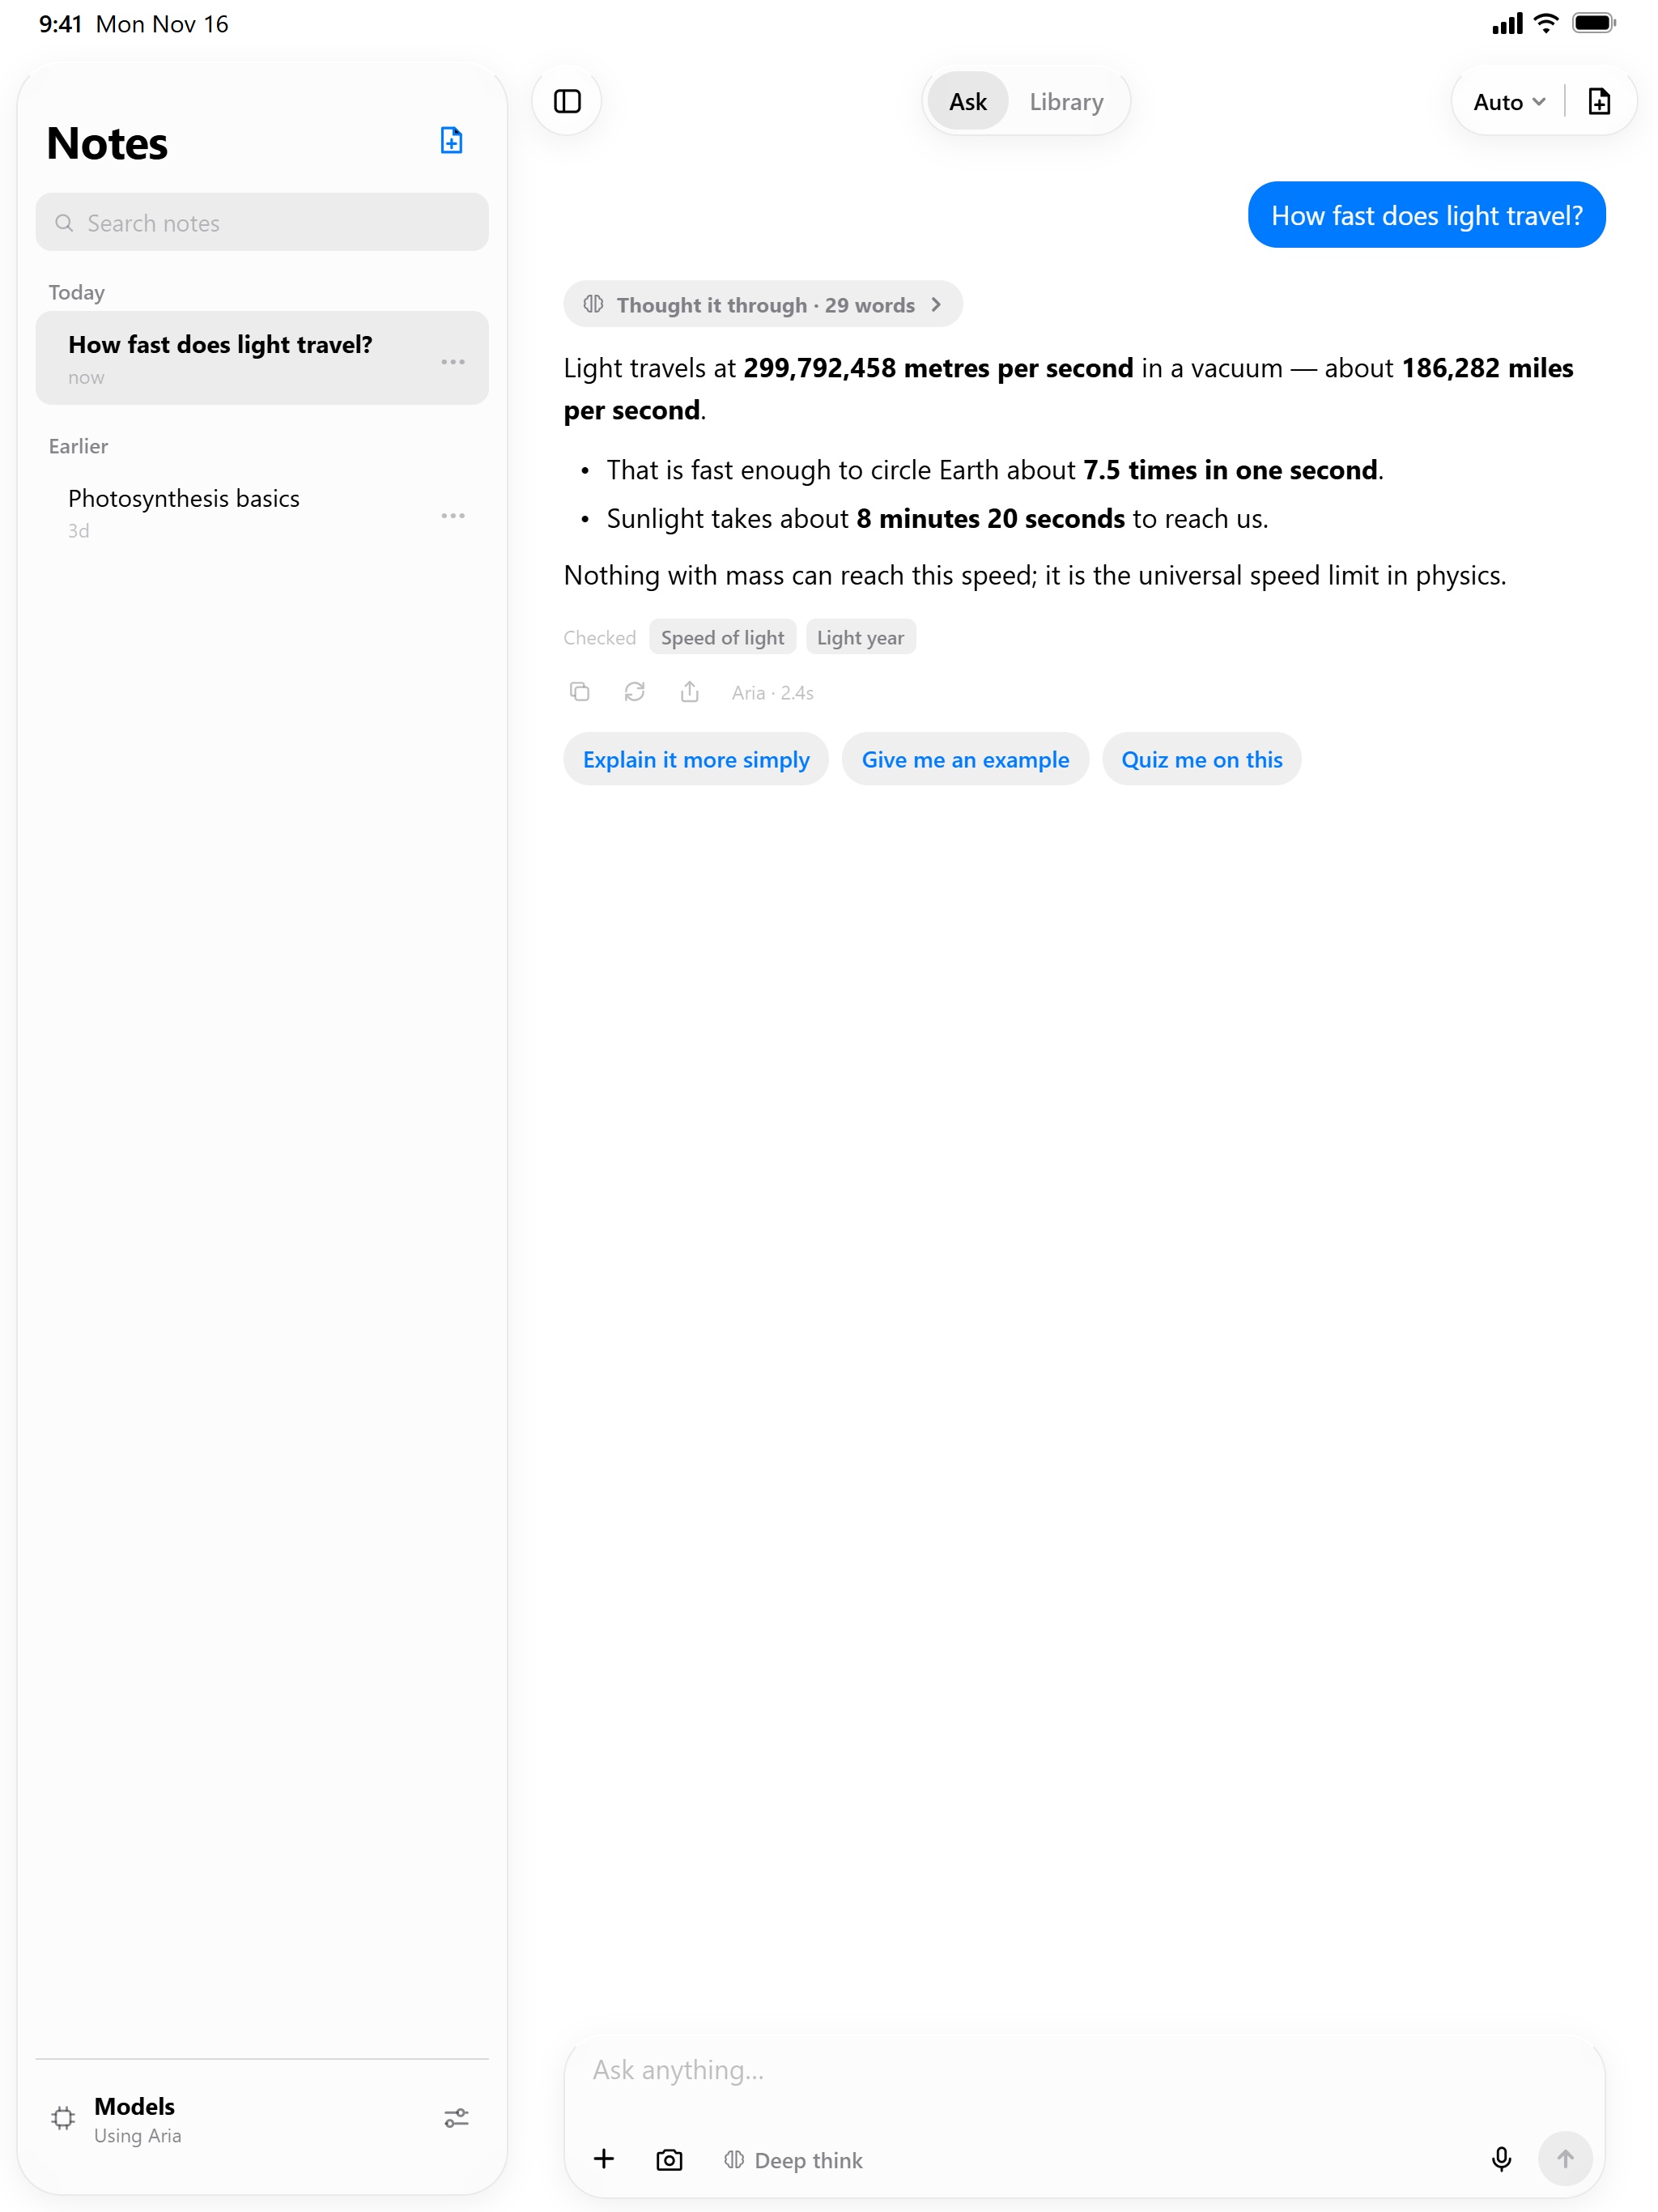 9:41 Mon Nov 16
Notes
Search notes
Today
How fast does light travel?
now
Earlier
Photosynthesis basics
3d
Models
Using Aria
Ask Library
Auto
How fast does light travel?
Thought it through · 29 words
Light travels at 299,792,458 metres per second in a vacuum — about 186,282 miles
per second.
• That is fast enough to circle Earth about 7.5 times in one second.
• Sunlight takes about 8 minutes 20 seconds to reach us.
Nothing with mass can reach this speed; it is the universal speed limit in physics.
Checked Speed of light Light year
Aria · 2.4s
Explain it more simply Give me an example Quiz me on this
Ask anything...
Deep think